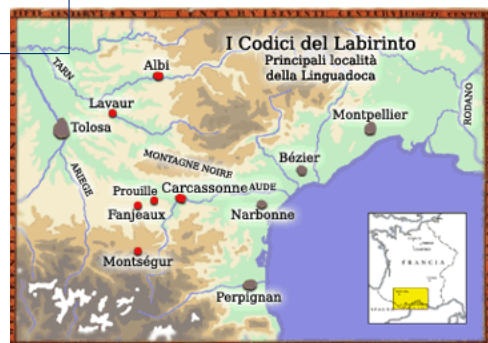 I Codici del Labirinto
Principali località
della Linguadoca
TARN
Albi
Lavaur
Tolosa
Montpellier
RODANO
MONTAGNE NOIRE
Bézier
ARIEGE
Prouille
Carcassonne
AUDE
Fanjeaux
Narbonne
Montségur
Perpignan
FRANCIA